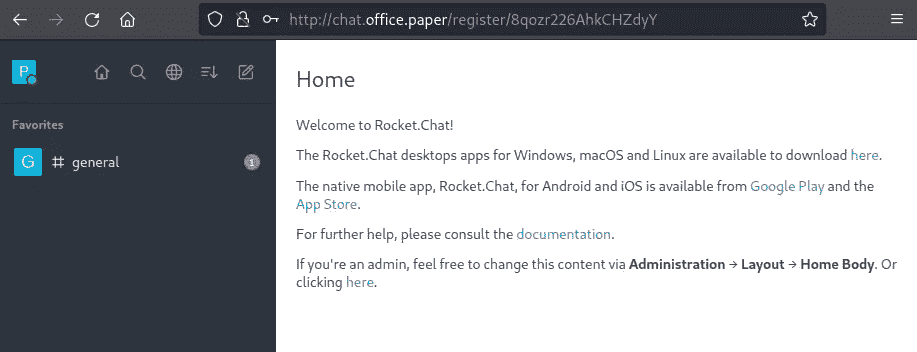 http://chat.office.paper/register/8qozr226AhkCHZdyY
P
Favorites
G # general 1
Home
Welcome to Rocket.Chat!
The Rocket.Chat desktops apps for Windows, macOS and Linux are available to download here.
The native mobile app, Rocket.Chat, for Android and iOS is available from Google Play and the
App Store.
For further help, please consult the documentation.
If you're an admin, feel free to change this content via Administration → Layout → Home Body. Or
clicking here.